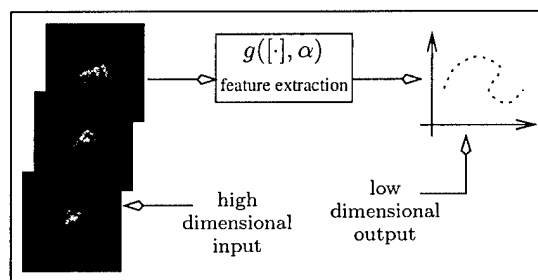 g([·], α)
feature extraction
high
dimensional
input
low
dimensional
output